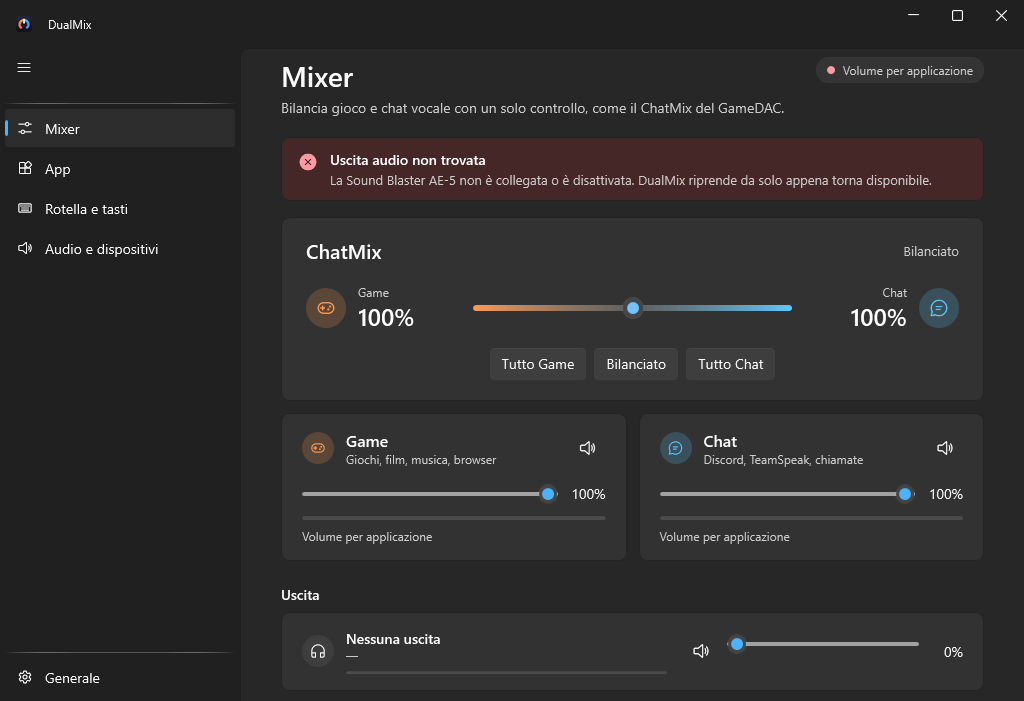 DualMix
Mixer
Volume per applicazione
Bilancia gioco e chat vocale con un solo controllo, come il ChatMix del GameDAC.
Mixer
App
Rotella e tasti
Audio e dispositivi
Uscita audio non trovata
La Sound Blaster AE-5 non è collegata o è disattivata. DualMix riprende da solo appena torna disponibile.
ChatMix
Bilanciato
Game
100%
Chat
100%
Tutto Game
Bilanciato
Tutto Chat
Game
Giochi, film, musica, browser
100%
Volume per applicazione
Chat
Discord, TeamSpeak, chiamate
100%
Volume per applicazione
Uscita
Nessuna uscita
—
0%
Generale